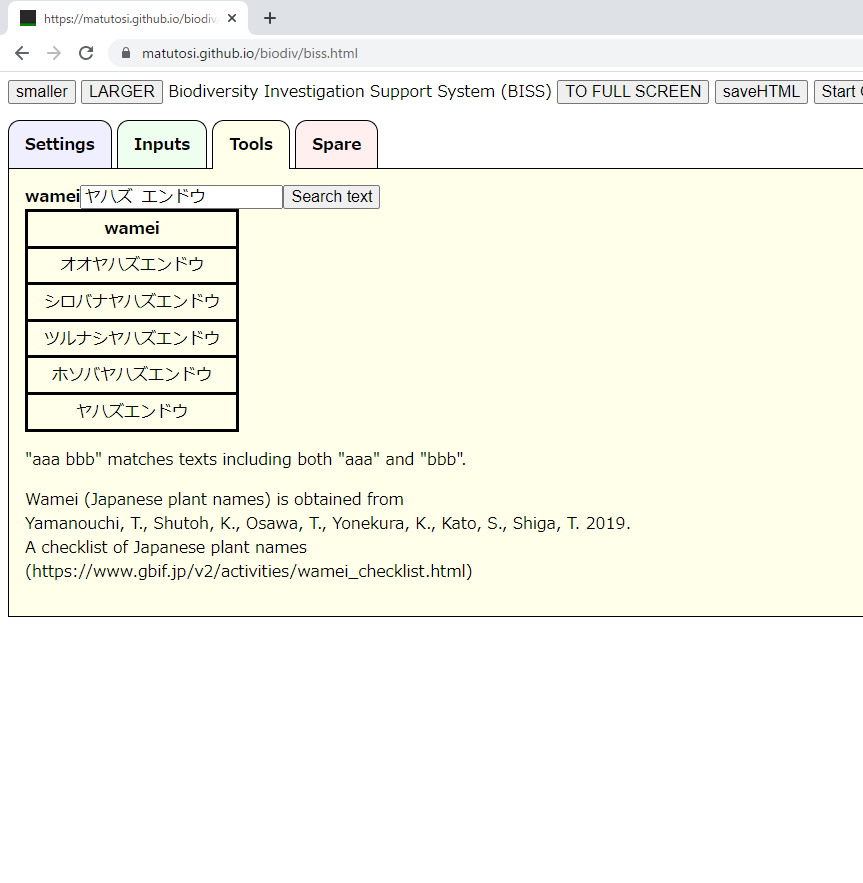 https://matutosi.github.io/biodiv
matutosi.github.io/biodiv/biss.html
smaller LARGER Biodiversity Investigation Support System (BISS) TO FULL SCREEN saveHTML Start
Settings Inputs Tools Spare
wamei ヤハズ エンドウ Search text
wamei
オオヤハズエンドウ
シロバナヤハズエンドウ
ツルナシヤハズエンドウ
ホソバヤハズエンドウ
ヤハズエンドウ
"aaa bbb" matches texts including both "aaa" and "bbb".
Wamei (Japanese plant names) is obtained from
Yamanouchi, T., Shutoh, K., Osawa, T., Yonekura, K., Kato, S., Shiga, T. 2019.
A checklist of Japanese plant names
(https://www.gbif.jp/v2/activities/wamei_checklist.html)